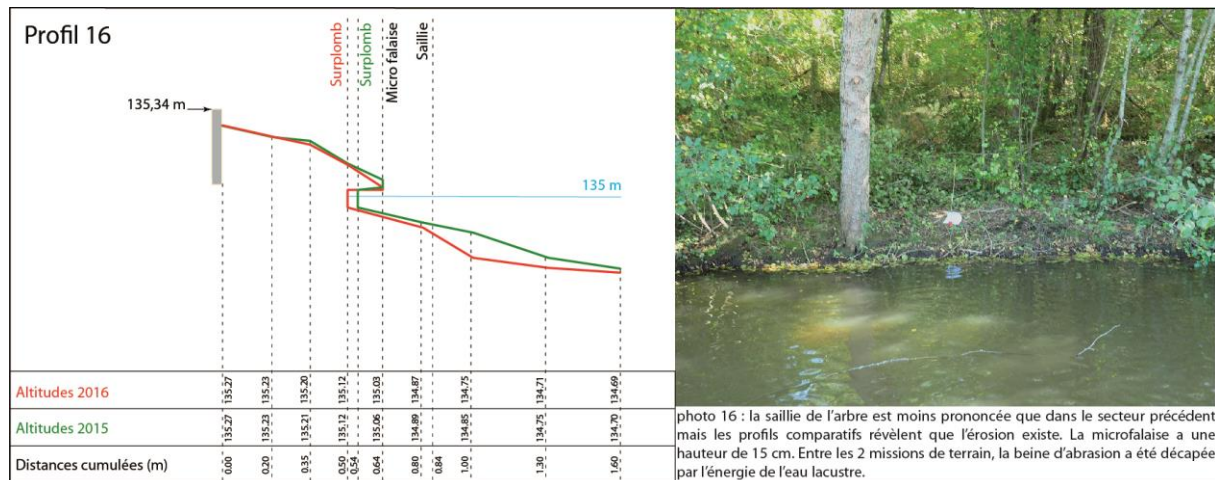 Profil 16
Surplomb
Surplomb
Micro falaise
Saillie
135,34 m
135 m
Altitudes 2016 135.27 135.23 135.20 135.12 135.03 134.87 134.75 134.71 134.69
Altitudes 2015 135.27 135.23 135.21 135.12 135.06 134.89 134.85 134.75 134.70
Distances cumulées (m) 0.00 0.20 0.35 0.50 0.54 0.64 0.80 0.84 1.00 1.30 1.60
photo 16 : la saillie de l'arbre est moins prononcée que dans le secteur précédent
mais les profils comparatifs révèlent que l'érosion existe. La microfalaise a une
hauteur de 15 cm. Entre les 2 missions de terrain, la beine d'abrasion a été décapée
par l'énergie de l'eau lacustre.